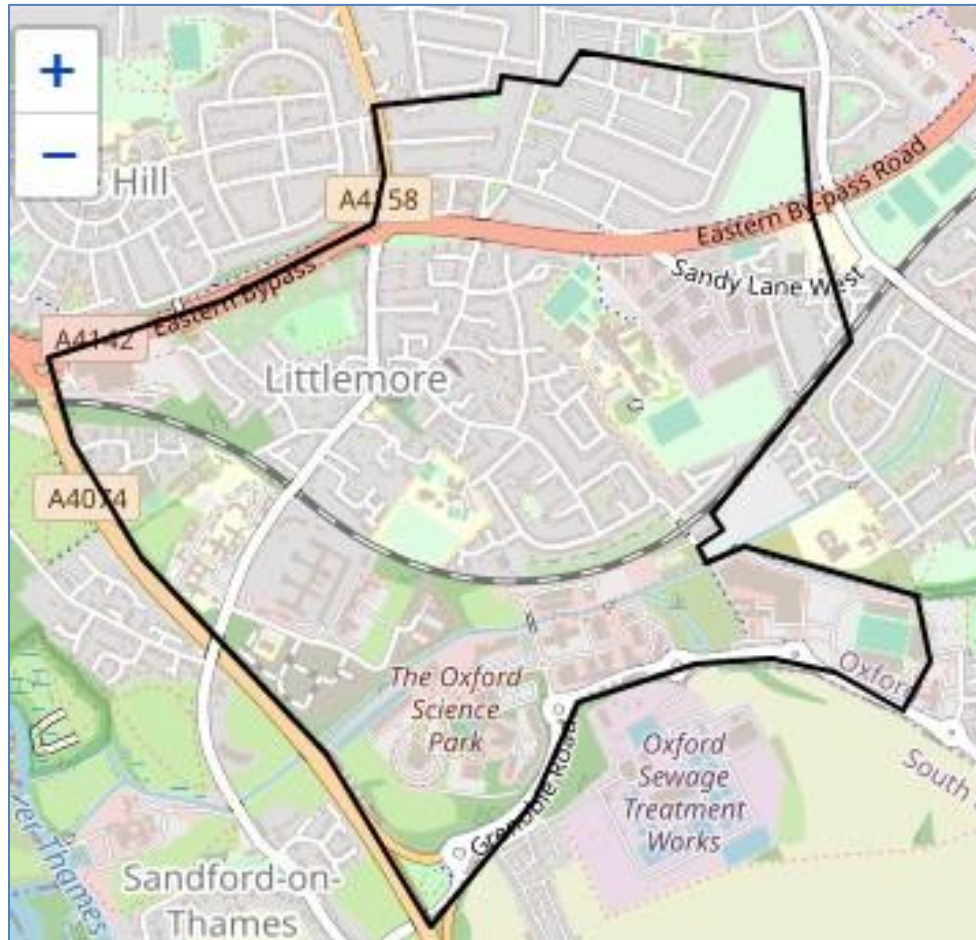 +
−
Hill
A4158
Eastern By-pass Road
Sandy Lane West
Eastern Bypass
A4142
Littlemore
A4074
The Oxford
Science
Park
Oxford
Grenoble Road
Oxford
Sewage
Treatment
Works
South
Sandford-on-
Thames
Thames